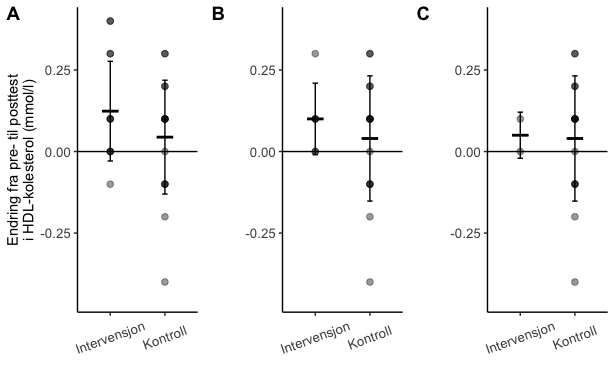 A
B
C
Endring fra pre- til posttest
i HDL-kolesterol (mmol/l)
0.25
0.00
-0.25
Intervensjon
Kontroll
0.25
0.00
-0.25
Intervensjon
Kontroll
0.25
0.00
-0.25
Intervensjon
Kontroll